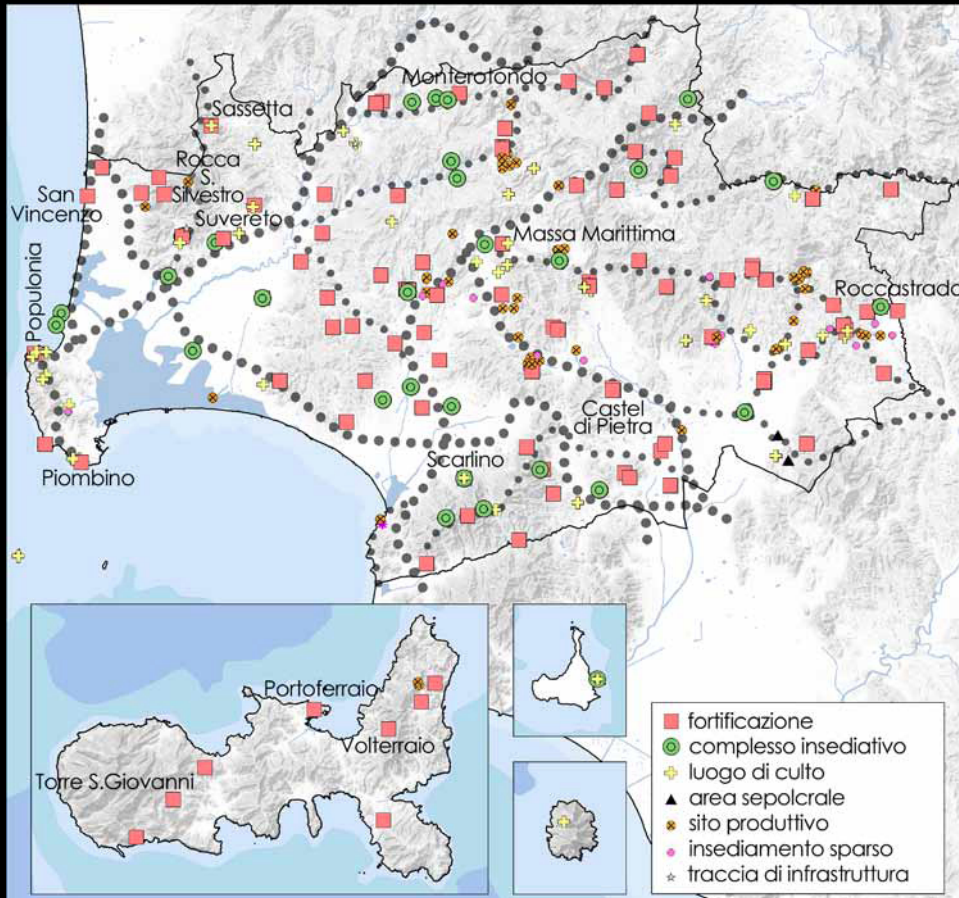 Monterotondo
Sassetta
Rocca
S.
Silvestro
San
Vincenzo
Suvereto
Massa Marittima
Populonia
Roccastrada
Castel
di Pietra
Scarlino
Piombino
Portoferraio
Volterraio
Torre S.Giovanni
fortificazione
complesso insediativo
luogo di culto
area sepolcrale
sito produttivo
insediamento sparso
traccia di infrastruttura